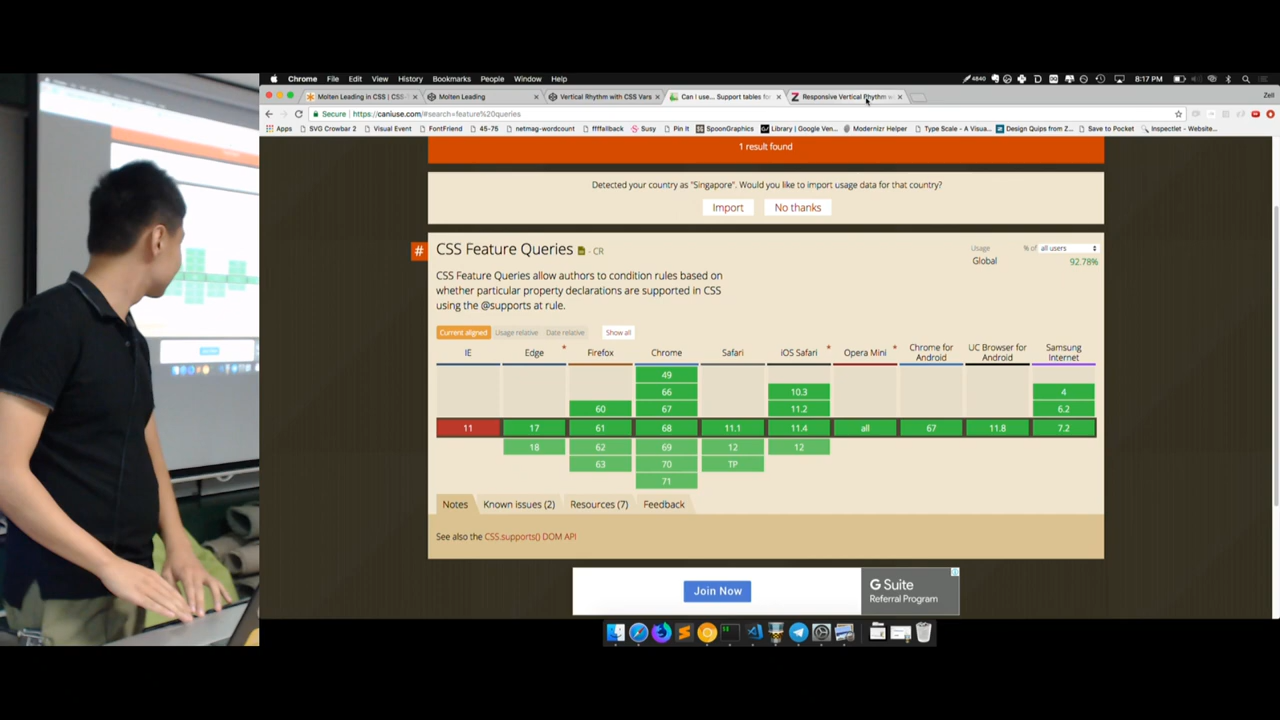 Chrome File Edit View History Bookmarks People Window Help
4840 8:17 PM
Molten Leading in CSS | CSS- Molten Leading Vertical Rhythm with CSS Vars Can I use... Support tables fo Responsive Vertical Rhythm w Zell
Secure https://caniuse.com/#search=feature%20queries
Apps SVG Crowbar 2 Visual Event FontFriend 45-75 netmag-wordcount ffffallback Susy Pin It SpoonGraphics Library | Google Ven... Modernizr Helper Type Scale - A Visua... Design Quips from Z... Save to Pocket Inspectlet - Website...
1 result found
Detected your country as "Singapore". Would you like to import usage data for that country?
Import No thanks
# CSS Feature Queries - CR
Usage % of all users
Global 92.78%
CSS Feature Queries allow authors to condition rules based on
whether particular property declarations are supported in CSS
using the @supports at rule.
Current aligned Usage relative Date relative Show all
IE Edge * Firefox Chrome Safari iOS Safari * Opera Mini * Chrome for Android UC Browser for Android Samsung Internet
49
66 10.3 4
60 67 11.2 6.2
11 17 61 68 11.1 11.4 all 67 11.8 7.2
18 62 69 12 12
63 70 TP
71
Notes Known issues (2) Resources (7) Feedback
See also the CSS.supports() DOM API
Join Now
G Suite
Referral Program